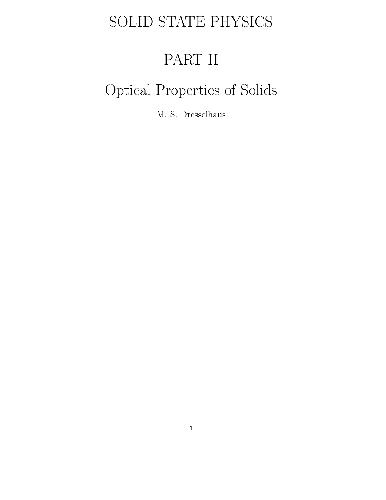 SOLID STATE PHYSICS
PART II
Optical Properties of Solids
M. S. Dresselhaus
1